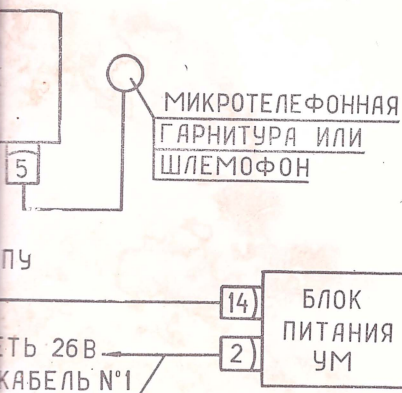 МИКРОТЕЛЕФОННАЯ
ГАРНИТУРА ИЛИ
ШЛЕМОФОН
5
ПУ
14
БЛОК
ПИТАНИЯ
УМ
2
ЕТЬ 26В
КАБЕЛЬ №1